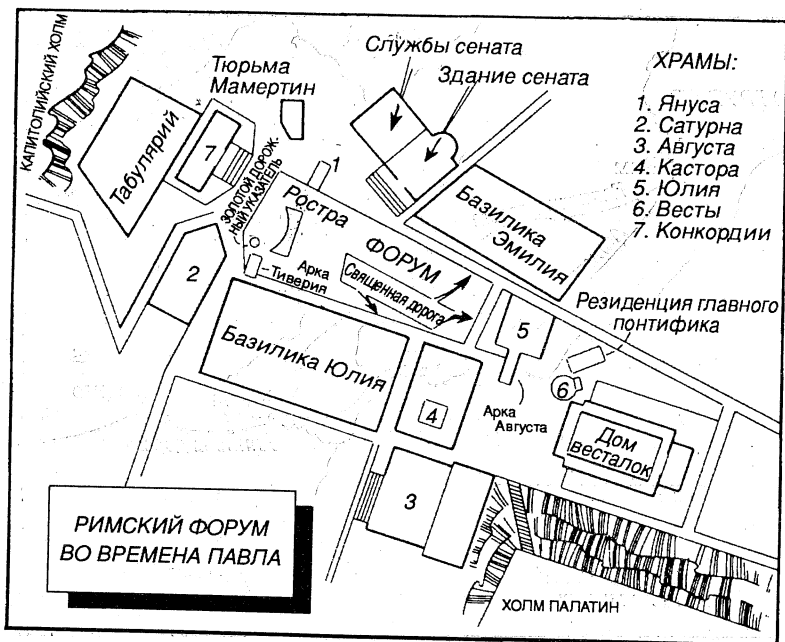 КАПИТОЛИЙСКИЙ ХОЛМ
Табулярий
7
Тюрьма
Мамертин
Службы сената
Здание сената
ХРАМЫ:
1. Януса
2. Сатурна
3. Августа
4. Кастора
5. Юлия
6. Весты
7. Конкордии
ЗОЛОТОЙ ДОРОЖ-
НЫЙ УКАЗАТЕЛЬ
1
Ростра
ФОРУМ
Базилика
Эмилия
2
Арка
Тиверия
Священная дорога
Резиденция главного
понтифика
Базилика Юлия
5
6
4
Арка
Августа
Дом
весталок
3
РИМСКИЙ ФОРУМ
ВО ВРЕМЕНА ПАВЛА
ХОЛМ ПАЛАТИН